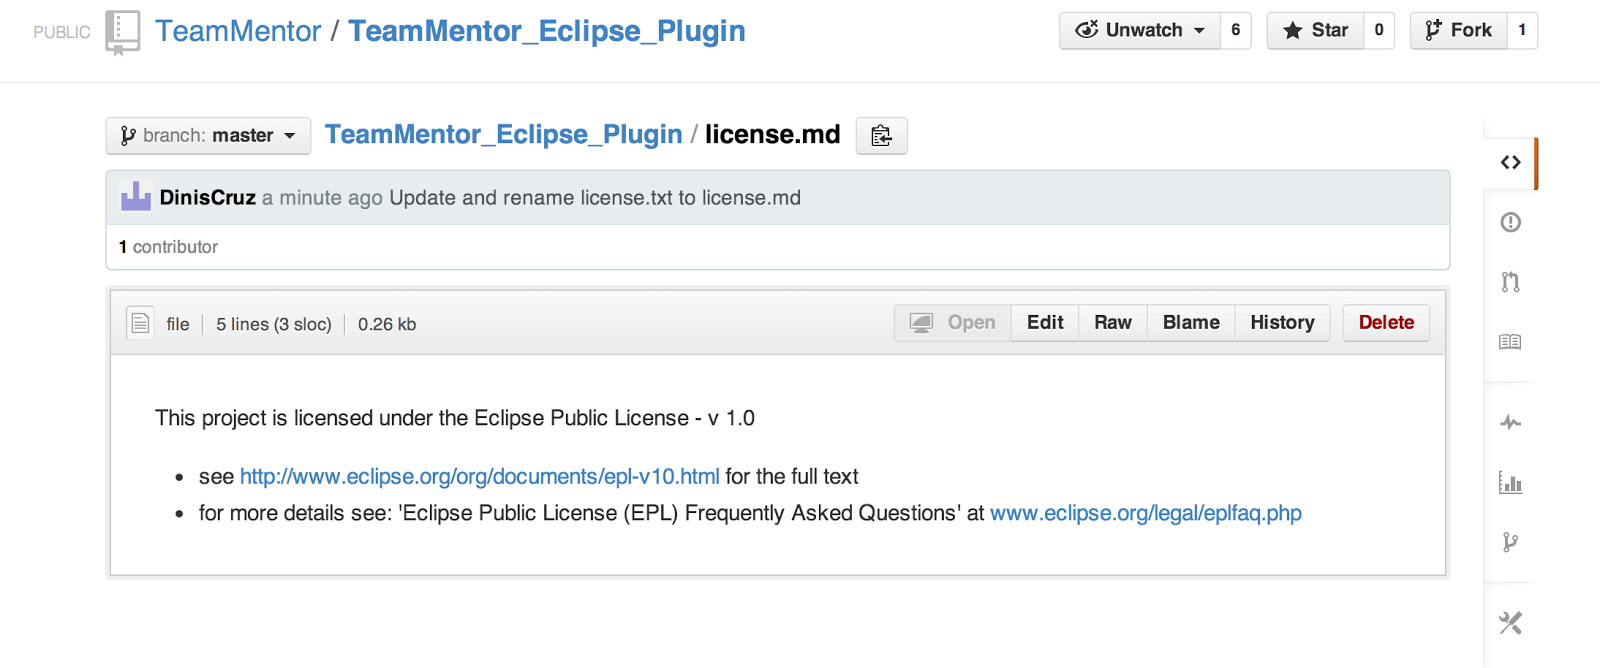 PUBLIC TeamMentor / TeamMentor_Eclipse_Plugin Unwatch 6 Star 0 Fork 1
branch: master TeamMentor_Eclipse_Plugin / license.md
DinisCruz a minute ago Update and rename license.txt to license.md
1 contributor
file 5 lines (3 sloc) 0.26 kb Open Edit Raw Blame History Delete
This project is licensed under the Eclipse Public License - v 1.0
• see http://www.eclipse.org/org/documents/epl-v10.html for the full text
• for more details see: 'Eclipse Public License (EPL) Frequently Asked Questions' at www.eclipse.org/legal/eplfaq.php